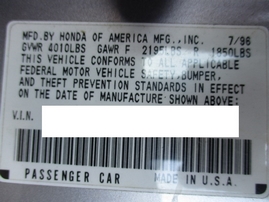 MFD.BY HONDA OF AMERICA MFG.,INC. 7/96
GVWR 4010LBS GAWR F 2195LBS R 1850LBS
THIS VEHICLE CONFORMS TO ALL APPLICABLE
FEDERAL MOTOR VEHICLE SAFETY,BUMPER,
AND THEFT PREVENTION STANDARDS IN EFFECT
ON THE DATE OF MANUFACTURE SHOWN ABOVE:
V.I.N.
PASSENGER CAR MADE IN U.S.A.